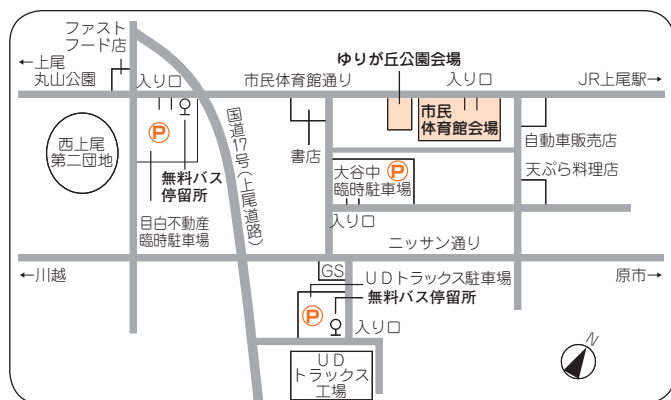 ファスト
フード店
←上尾
丸山公園
入り口
市民体育館通り
ゆりが丘公園会場
入り口
JR上尾駅→
西上尾
第二団地
P
無料バス
停留所
目白不動産
臨時駐車場
国道17号(上尾道路)
書店
市民
体育館会場
自動車販売店
大谷中
臨時駐車場
P
天ぷら料理店
入り口
ニッサン通り
←川越
原市→
GS
UDトラックス駐車場
無料バス停留所
P
入り口
UD
トラックス
工場
N